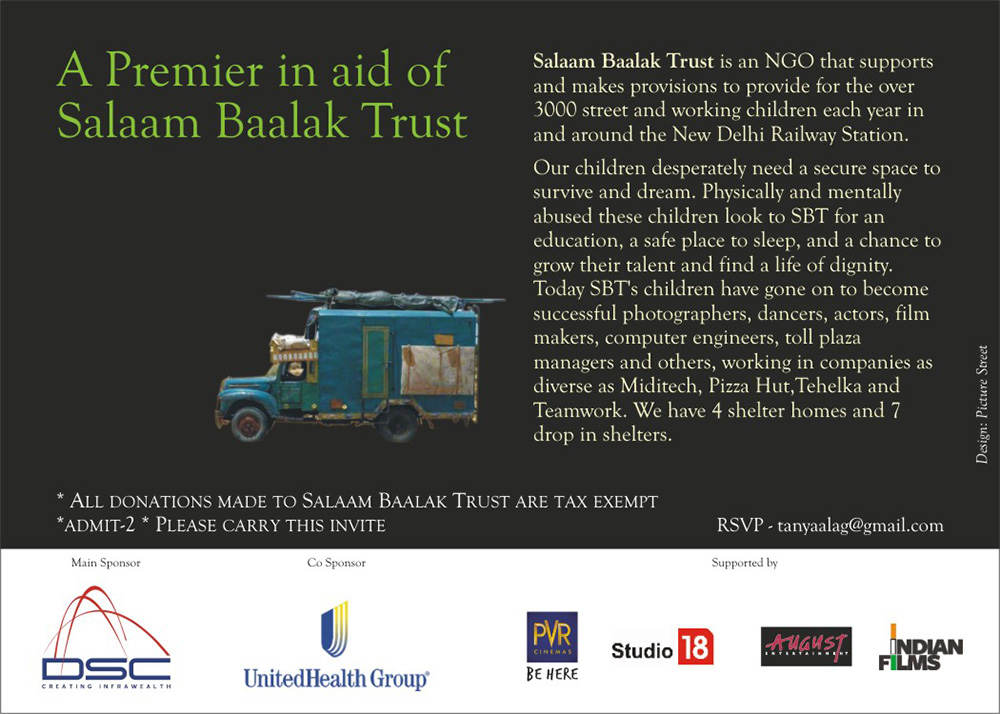 A Premier in aid of
Salaam Baalak Trust
Salaam Baalak Trust is an NGO that supports
and makes provisions to provide for the over
3000 street and working children each year in
and around the New Delhi Railway Station.
Our children desperately need a secure space to
survive and dream. Physically and mentally
abused these children look to SBT for an
education, a safe place to sleep, and a chance to
grow their talent and find a life of dignity.
Today SBT's children have gone on to become
successful photographers, dancers, actors, film
makers, computer engineers, toll plaza
managers and others, working in companies as
diverse as Miditech, Pizza Hut,Tehelka and
Teamwork. We have 4 shelter homes and 7
drop in shelters.
Design: Picture Street
* ALL DONATIONS MADE TO SALAAM BAALAK TRUST ARE TAX EXEMPT
*ADMIT-2 * PLEASE CARRY THIS INVITE
RSVP - tanyaalag@gmail.com
Main Sponsor
Co Sponsor
Supported by
DSC
CREATING INFRAWEALTH
UnitedHealth Group®
PVR
CINEMAS
BE HERE
Studio 18
AUGUST
ENTERTAINMENT
INDIAN
FILMS